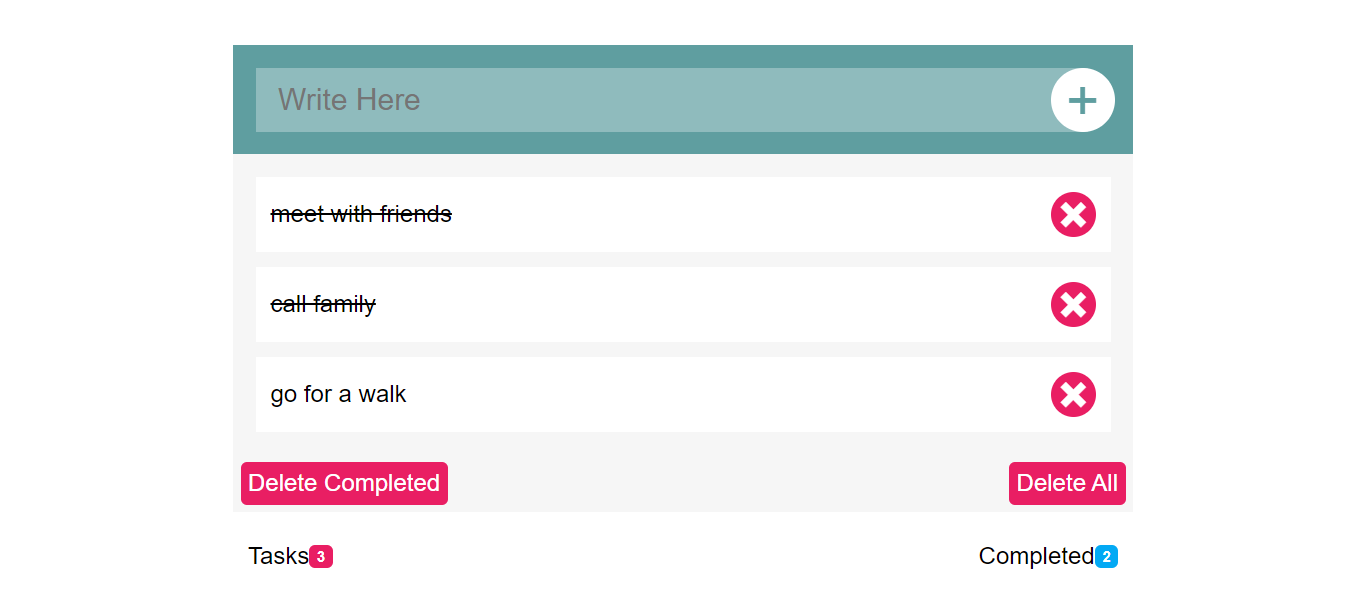 Write Here
meet with friends
call family
go for a walk
Delete Completed
Delete All
Tasks 3
Completed 2